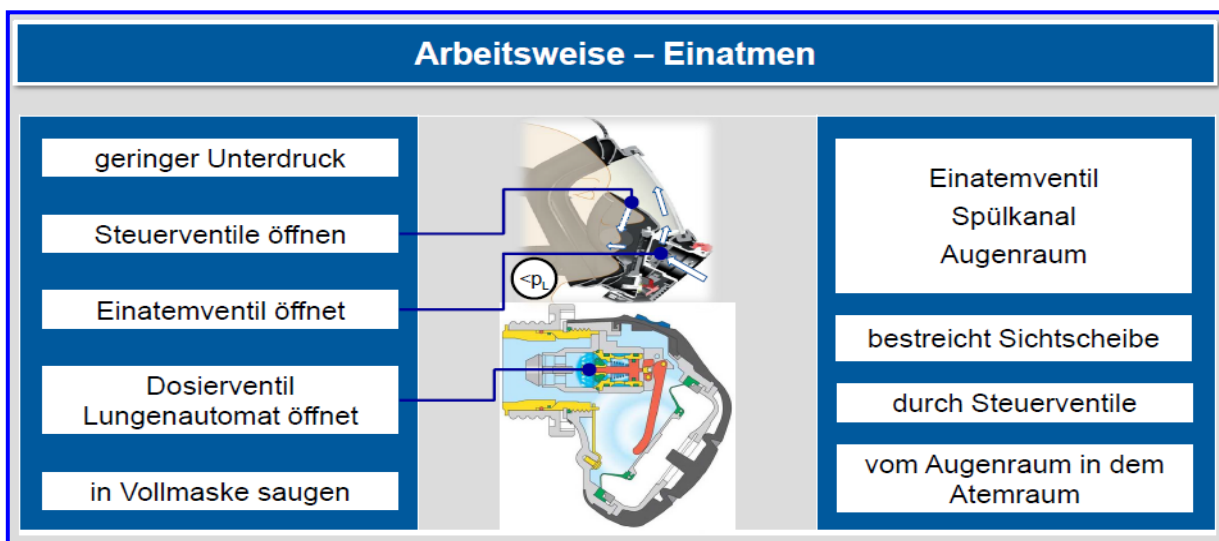 Arbeitsweise – Einatmen
geringer Unterdruck
Steuerventile öffnen
Einatemventil öffnet
Dosierventil
Lungenautomat öffnet
in Vollmaske saugen
<pL
Einatemventil
Spülkanal
Augenraum
bestreicht Sichtscheibe
durch Steuerventile
vom Augenraum in dem
Atemraum